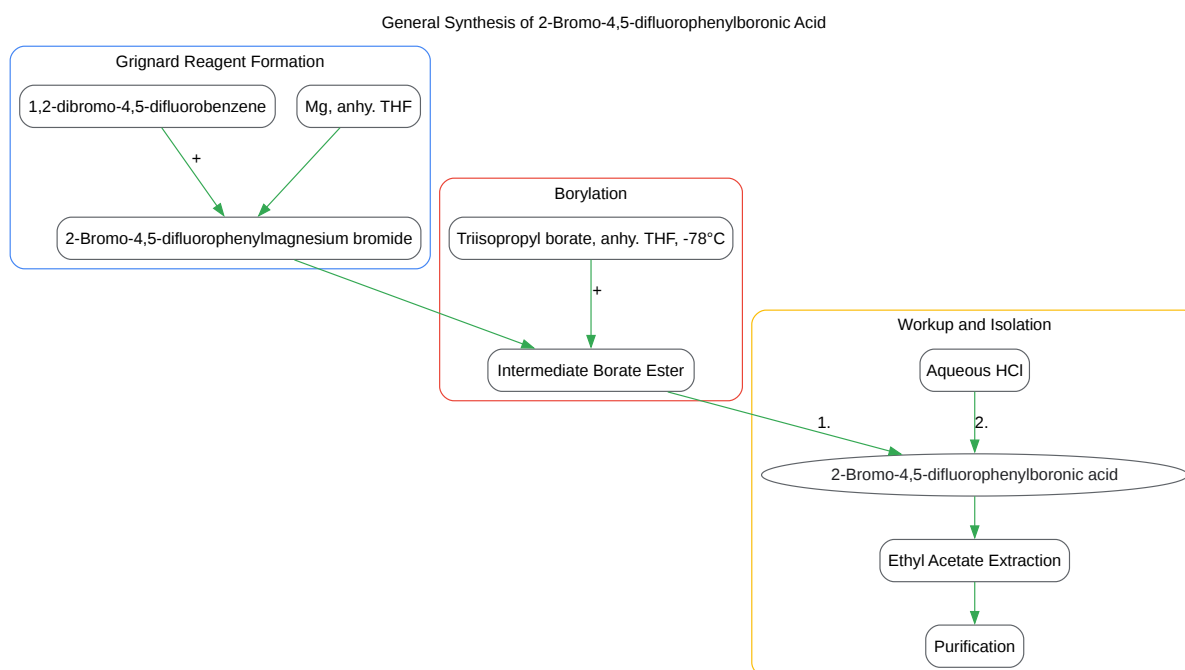 General Synthesis of 2-Bromo-4,5-difluorophenylboronic Acid
Grignard Reagent Formation
1,2-dibromo-4,5-difluorobenzene
Mg, anhy. THF
+
2-Bromo-4,5-difluorophenylmagnesium bromide
Borylation
Triisopropyl borate, anhy. THF, -78°C
+
Intermediate Borate Ester
Workup and Isolation
Aqueous HCl
1.
2.
2-Bromo-4,5-difluorophenylboronic acid
Ethyl Acetate Extraction
Purification